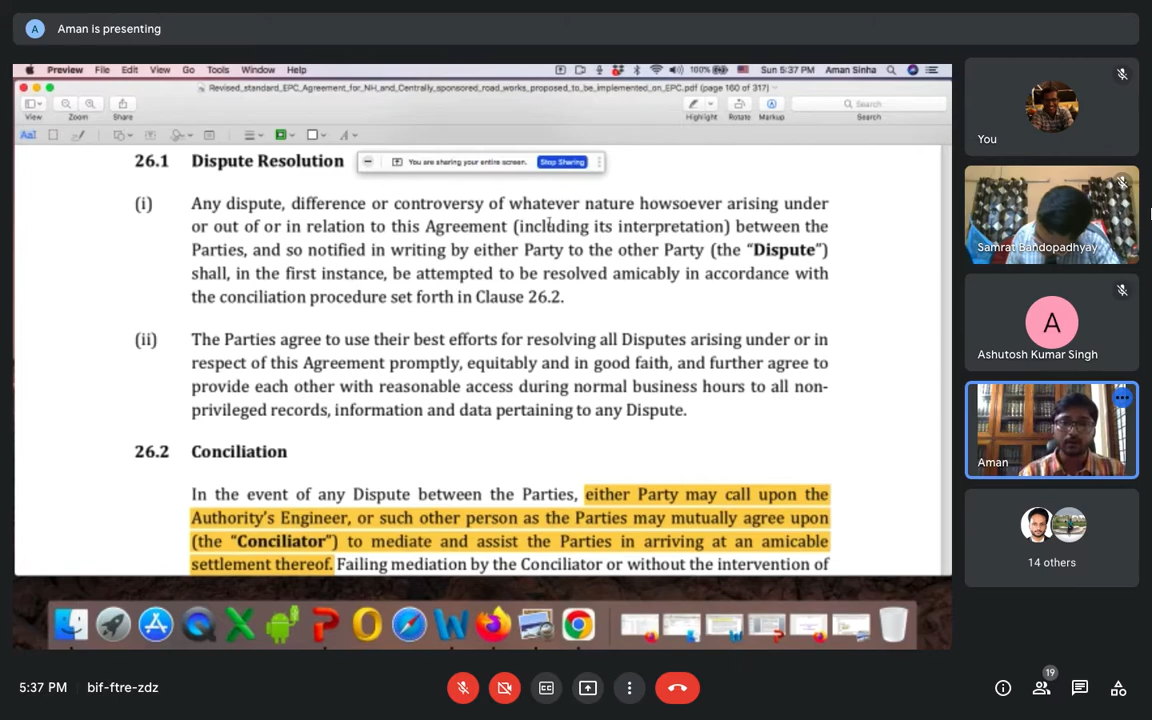 A
Aman is presenting
Preview File Edit View Go Tools Window Help
100% Sun 5:37 PM Aman Sinha
Revised_standard_EPC_Agreement_for_NH_and_Centrally_sponsored_road_works_proposed_to_be_implemented_on_EPC.pdf (page 160 of 317)
Search
View Zoom Share Highlight Rotate Markup Search
AaI
26.1 Dispute Resolution
You are sharing your entire screen. Stop Sharing
(i) Any dispute, difference or controversy of whatever nature howsoever arising under
or out of or in relation to this Agreement (including its interpretation) between the
Parties, and so notified in writing by either Party to the other Party (the “Dispute”)
shall, in the first instance, be attempted to be resolved amicably in accordance with
the conciliation procedure set forth in Clause 26.2.
(ii) The Parties agree to use their best efforts for resolving all Disputes arising under or in
respect of this Agreement promptly, equitably and in good faith, and further agree to
provide each other with reasonable access during normal business hours to all non-
privileged records, information and data pertaining to any Dispute.
26.2 Conciliation
In the event of any Dispute between the Parties, either Party may call upon the
Authority’s Engineer, or such other person as the Parties may mutually agree upon
(the “Conciliator”) to mediate and assist the Parties in arriving at an amicable
settlement thereof. Failing mediation by the Conciliator or without the intervention of
You
Samrat Bandopadhyay
A
Ashutosh Kumar Singh
Aman
14 others
5:37 PM bif-ftre-zdz
19